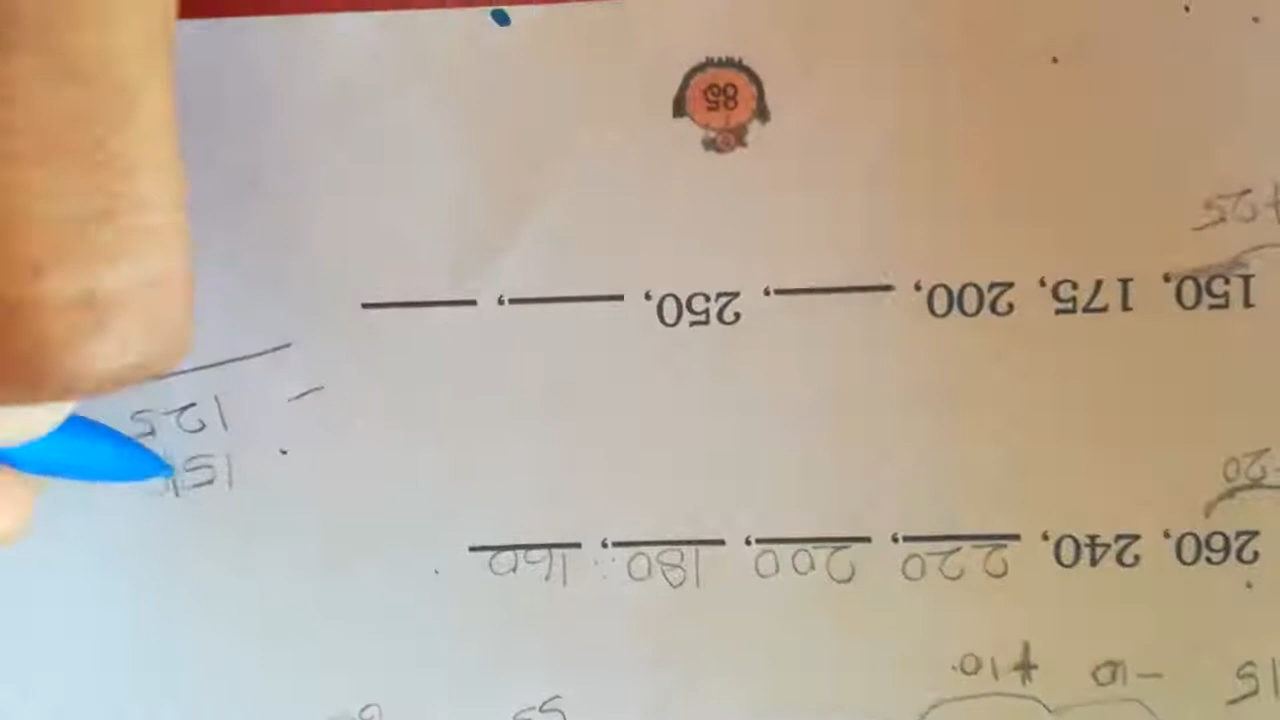 15 -10 +10
-20
260, 240, 220, 200, 180, 160
125
+25
150, 175, 200, ___, 250, ___, ___